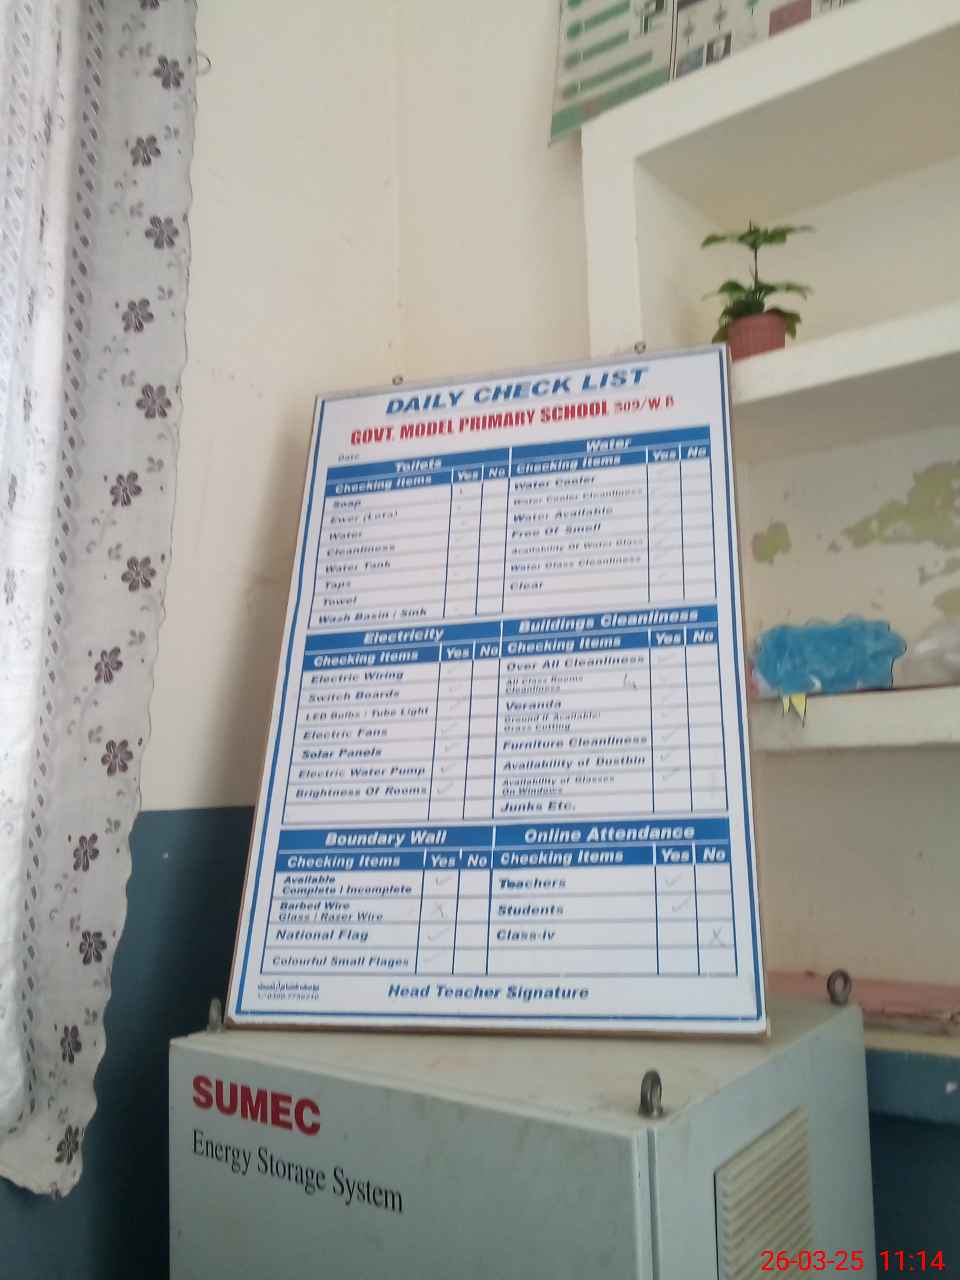 DAILY CHECK LIST
GOVT. MODEL PRIMARY SCHOOL 509/W.B
Date
Toilets
Checking Items Yes No
Soap
Ewer (Lota)
Water
Cleanliness
Water Tank
Taps
Towel
Wash Basin / Sink
Water
Checking Items Yes No
Water Cooler
Water Cooler Cleanliness
Water Available
Free Of Smell
Availability Of Water Glass
Water Glass Cleanliness
Clear
Electricity
Checking Items Yes No
Electric Wiring
Switch Boards
LED Bulbs / Tube Light
Electric Fans
Solar Panels
Electric Water Pump
Brightness Of Rooms
Buildings Cleanliness
Checking Items Yes No
Over All Cleanliness
All Class Rooms
Cleanliness
Veranda
Ground (If Available)
Grass Cutting
Furniture Cleanliness
Availability of Dustbin
Availability of Glasses
On Windows
Junks Etc.
Boundary Wall
Checking Items Yes No
Available
Complete / Incomplete
Barbed Wire
Glass / Razer Wire
National Flag
Colourful Small Flages
Online Attendance
Checking Items Yes No
Teachers
Students
Class-iv
Head Teacher Signature
SUMEC
Energy Storage System
26-03-25 11:14